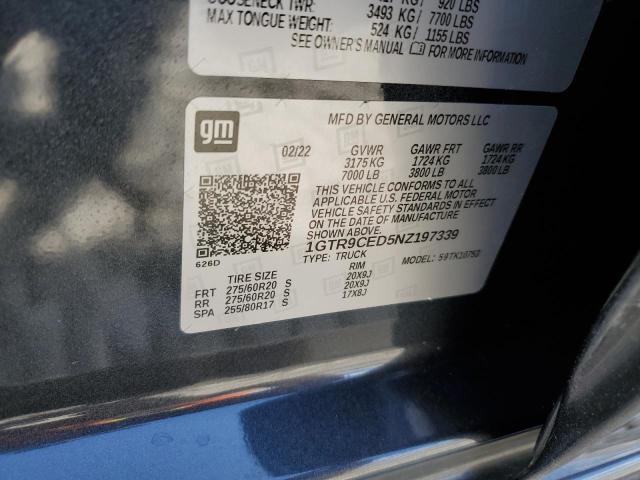 KG / 920 LBS
GOOSENECK TWR: 3493 KG / 7700 LBS
MAX TONGUE WEIGHT: 524 KG / 1155 LBS
SEE OWNER'S MANUAL FOR MORE INFORMATION
gm
MFD BY GENERAL MOTORS LLC
02/22 GVWR GAWR FRT GAWR RR
3175 KG 1724 KG 1724 KG
7000 LB 3800 LB 3800 LB
THIS VEHICLE CONFORMS TO ALL
APPLICABLE U.S. FEDERAL MOTOR
VEHICLE SAFETY STANDARDS IN
EFFECT ON THE DATE OF MANUFACTURE
SHOWN ABOVE.
1GTR9CED5NZ197339
626D
TYPE: TRUCK
MODEL: 59TK10753
TIRE SIZE RIM
FRT 275/60R20 S 20X9J
RR 275/60R20 S 20X9J
SPA 255/80R17 S 17X8J